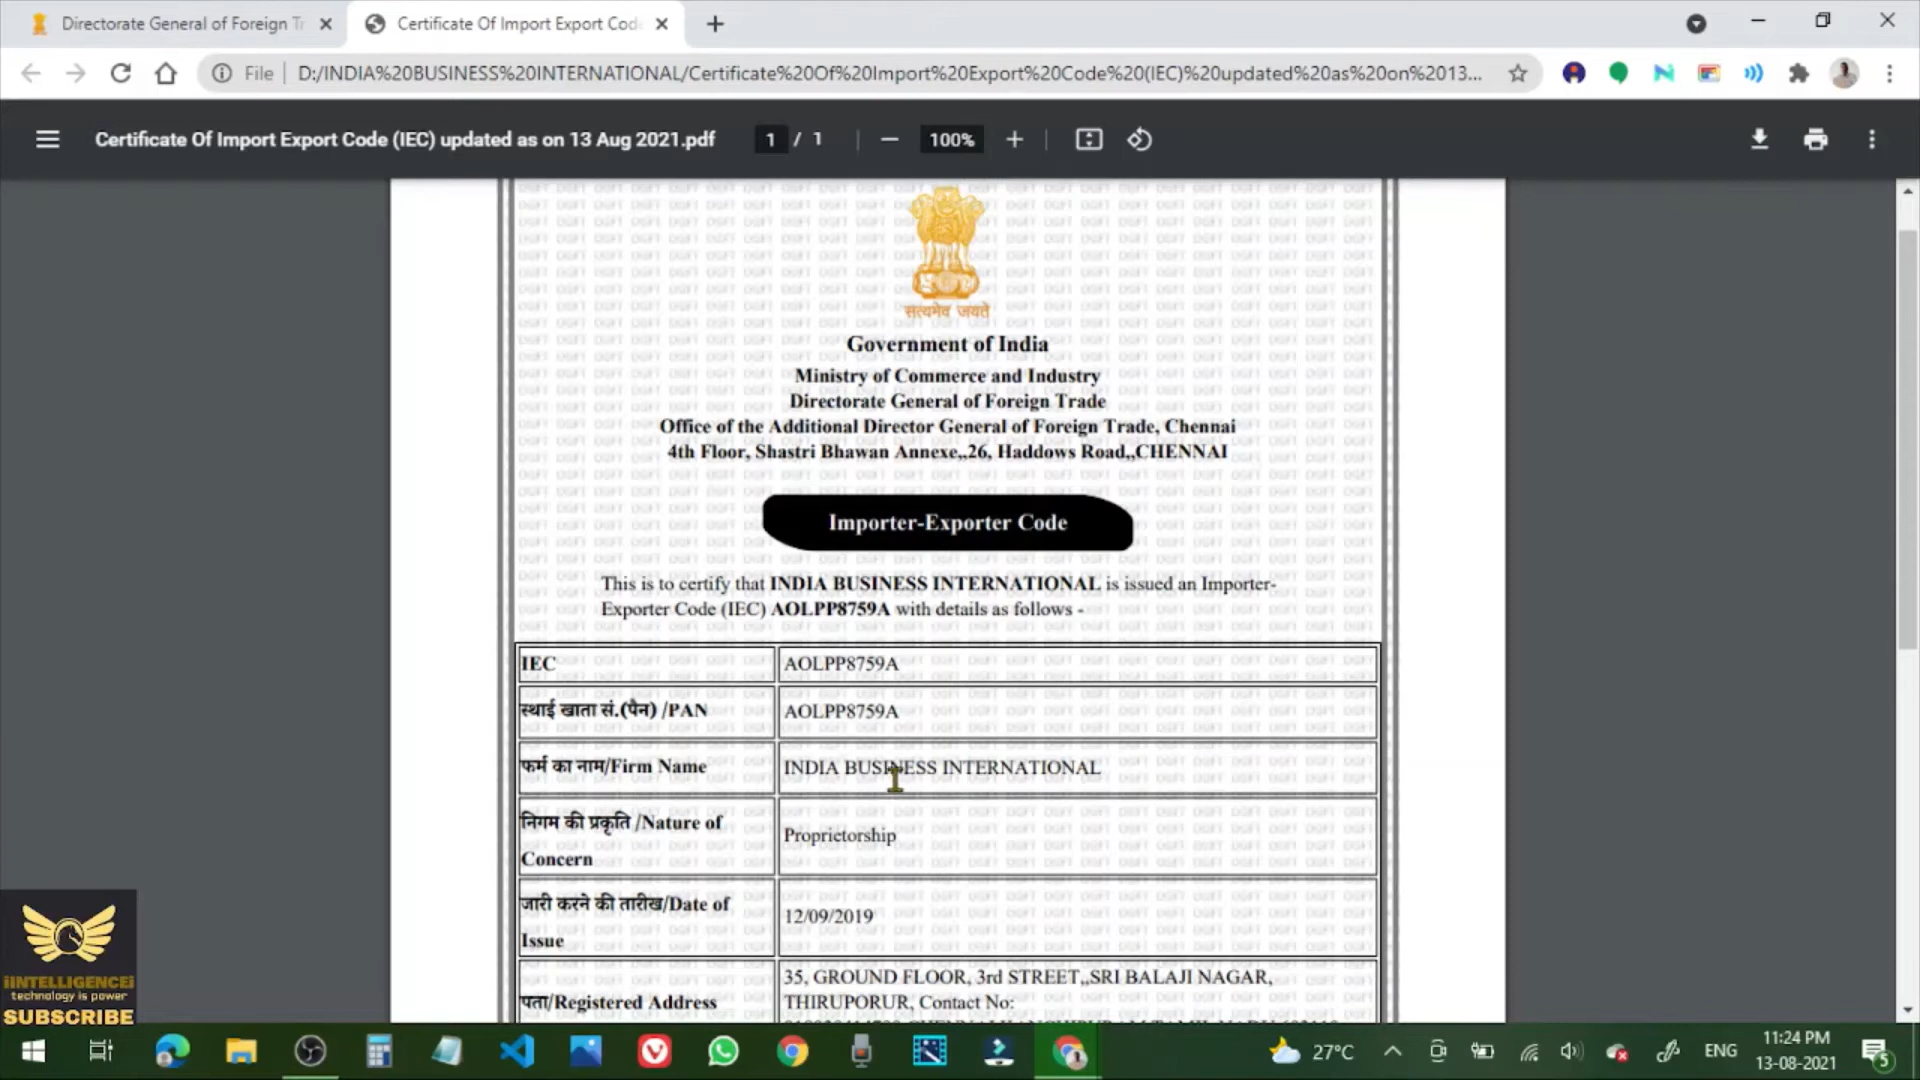 Directorate General of Foreign Tr
Certificate Of Import Export Cod
File
D:/INDIA%20BUSINESS%20INTERNATIONAL/Certificate%20Of%20Import%20Export%20Code%20(IEC)%20updated%20as%20on%2013...
Certificate Of Import Export Code (IEC) updated as on 13 Aug 2021.pdf
1 / 1
100%
सत्यमेव जयते
Government of India
Ministry of Commerce and Industry
Directorate General of Foreign Trade
Office of the Additional Director General of Foreign Trade, Chennai
4th Floor, Shastri Bhawan Annexe,,26, Haddows Road,,CHENNAI
Importer-Exporter Code
This is to certify that INDIA BUSINESS INTERNATIONAL is issued an Importer-
Exporter Code (IEC) AOLPP8759A with details as follows -
IEC AOLPP8759A
स्थाई खाता सं.(पैन) /PAN AOLPP8759A
फर्म का नाम/Firm Name INDIA BUSINESS INTERNATIONAL
निगम की प्रकृति /Nature of
Concern
Proprietorship
जारी करने की तारीख/Date of
Issue
12/09/2019
पता/Registered Address
35, GROUND FLOOR, 3rd STREET,,SRI BALAJI NAGAR,
THIRUPORUR, Contact No:
iINTELLIGENCEi
technology is power
SUBSCRIBE
27°C
ENG
11:24 PM
13-08-2021
5